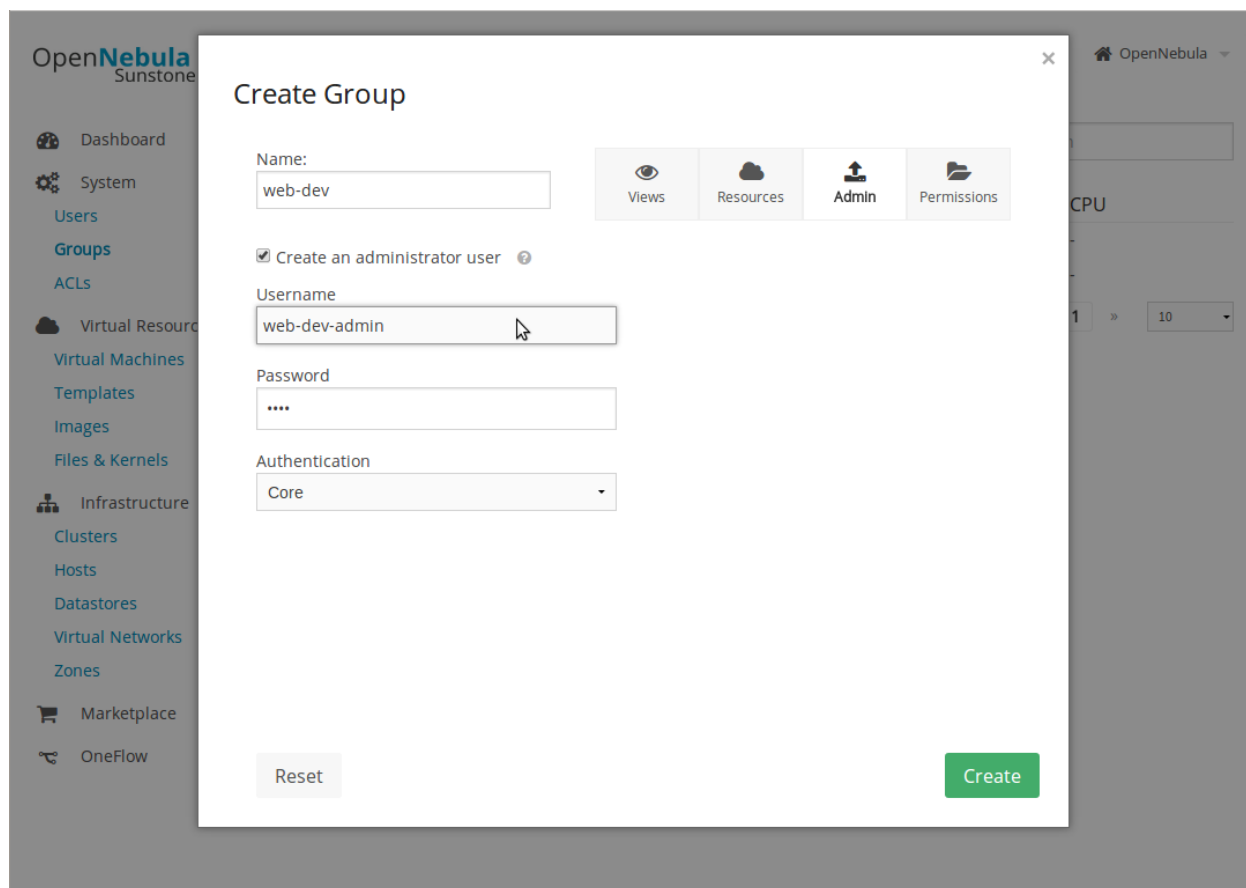 OpenNebula
Sunstone
OpenNebula
Dashboard
System
Users
Groups
ACLs
Virtual Resourc
Virtual Machines
Templates
Images
Files & Kernels
Infrastructure
Clusters
Hosts
Datastores
Virtual Networks
Zones
Marketplace
OneFlow
×
Create Group
Name:
web-dev
Views
Resources
Admin
Permissions
Create an administrator user ?
Username
web-dev-admin
Password
••••
Authentication
Core
Reset
Create
CPU
-
-
1 » 10